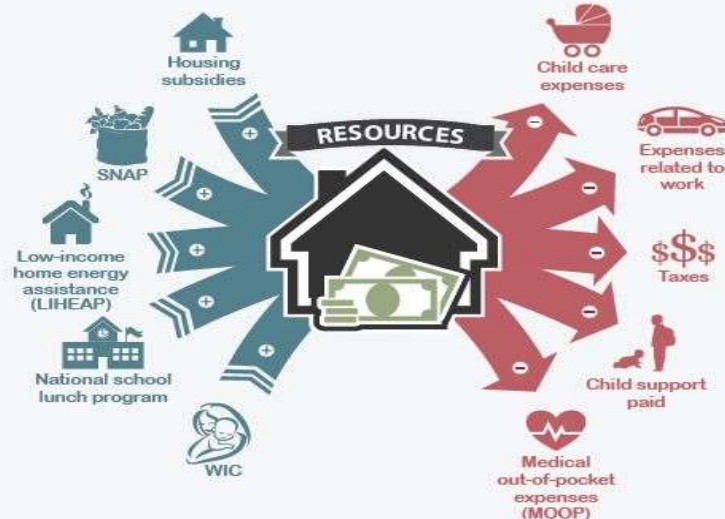 Housing
subsidies
SNAP
Low-income
home energy
assistance
(LIHEAP)
National school
lunch program
WIC
RESOURCES
Child care
expenses
Expenses
related to
work
$$$
Taxes
Child support
paid
Medical
out-of-pocket
expenses
(MOOP)